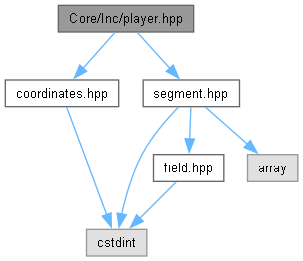 Core/Inc/player.hpp
coordinates.hpp
segment.hpp
field.hpp
array
cstdint